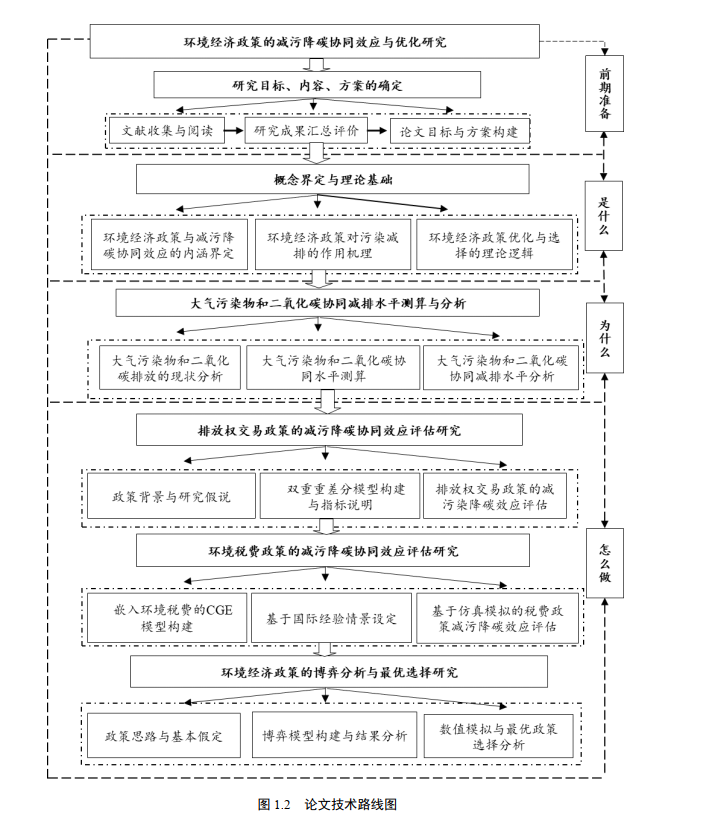 环境经济政策的减污降碳协同效应与优化研究
研究目标、内容、方案的确定
文献收集与阅读
研究成果汇总评价
论文目标与方案构建
前期准备
概念界定与理论基础
环境经济政策与减污降
碳协同效应的内涵界定
环境经济政策对污染减
排的作用机理
环境经济政策优化与选
择的理论逻辑
是什么
大气污染物和二氧化碳协同减排水平测算与分析
大气污染物和二氧化
碳排放的现状分析
大气污染物和二氧化碳协
同水平测算
大气污染物和二氧化碳
协同减排水平分析
为什么
排放权交易政策的减污降碳协同效应评估研究
政策背景与研究假说
双重重差分模型构建
与指标说明
排放权交易政策的减
污染降碳效应评估
环境税费政策的减污降碳协同效应评估研究
嵌入环境税费的CGE
模型构建
基于国际经验情景设定
基于仿真模拟的税费政
策减污降碳效应评估
怎么做
环境经济政策的博弈分析与最优选择研究
政策思路与基本假定
博弈模型构建与结果分析
数值模拟与最优政策
选择分析
图 1.2 论文技术路线图